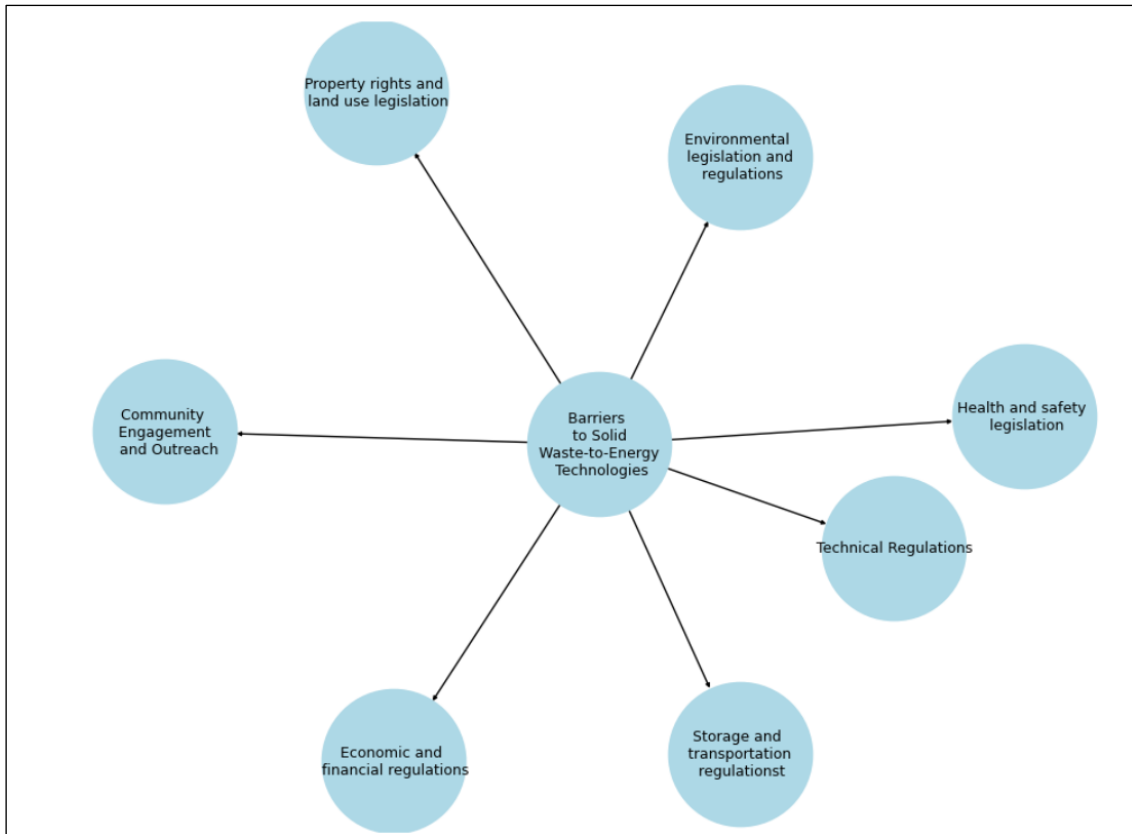 Property rights and
land use legislation
Environmental
legislation and
regulations
Health and safety
legislation
Barriers
to Solid
Waste-to-Energy
Technologies
Community
Engagement
and Outreach
Technical Regulations
Economic and
financial regulations
Storage and
transportation
regulationst